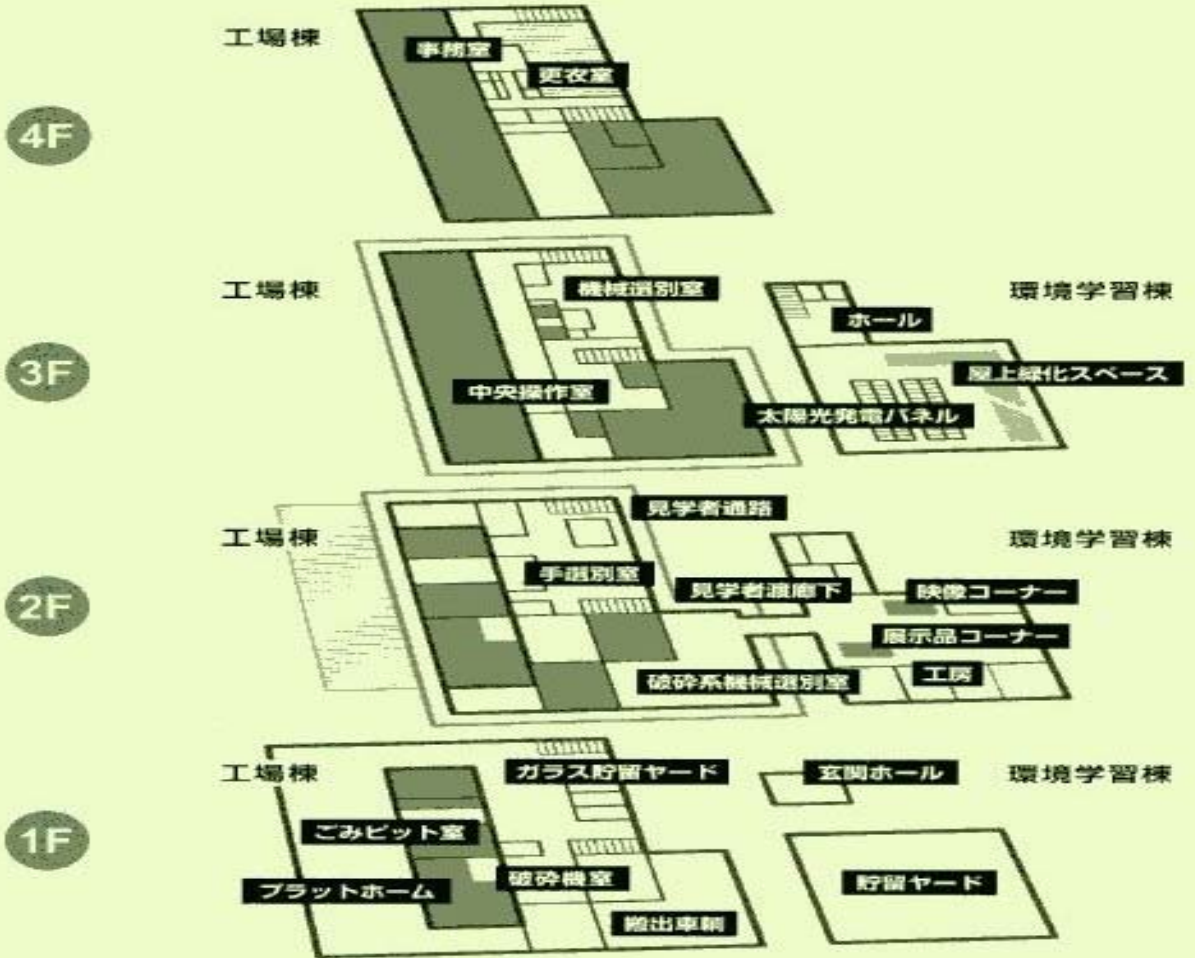 工場棟
事務室
更衣室
4F
工場棟
機械選別室
環境学習棟
ホール
3F
屋上緑化スペース
中央操作室
太陽光発電パネル
見学者通路
工場棟
環境学習棟
手選別室
見学者渡廊下
映像コーナー
2F
展示品コーナー
破砕系機械選別室
工房
工場棟
ガラス貯留ヤード
玄関ホール
環境学習棟
ごみピット室
1F
破砕機室
プラットホーム
貯留ヤード
搬出車輌